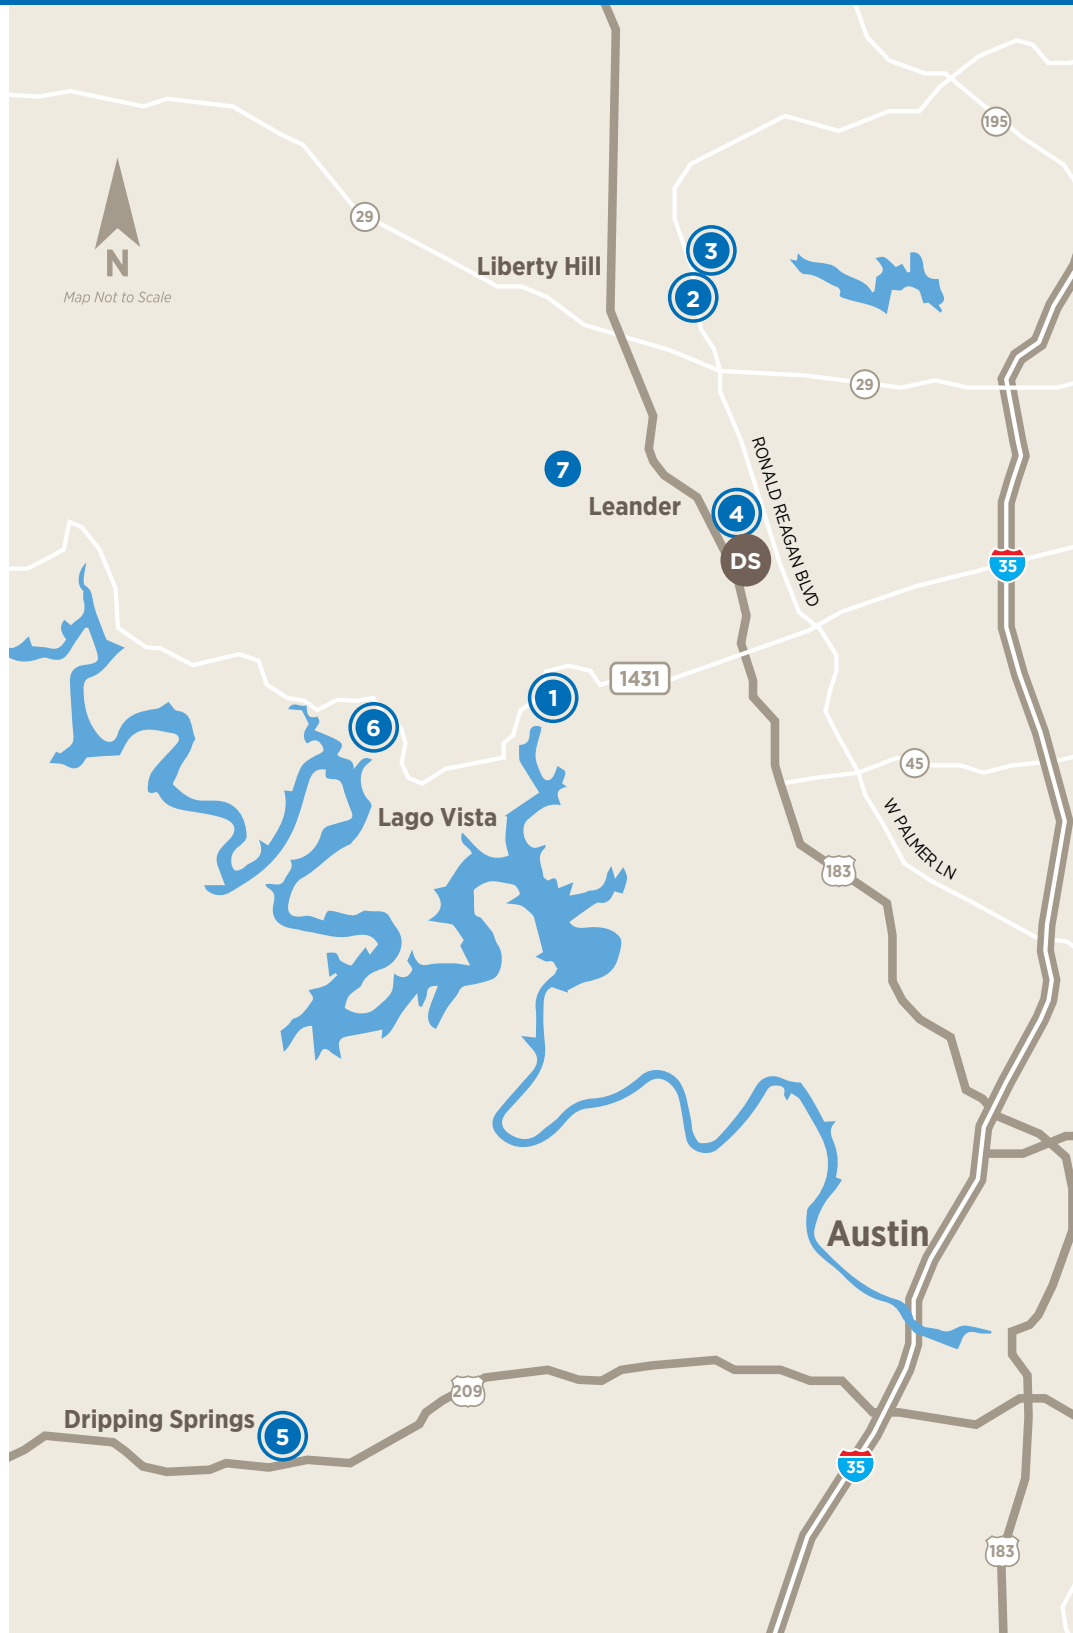 195
29
3
Liberty Hill
N
2
Map Not to Scale
29
RONALD REAGAN BLVD
7
Leander
4
DS
35
1431
1
6
45
Lago Vista
W PALMER LN
183
Austin
209
Dripping Springs
5
35
183